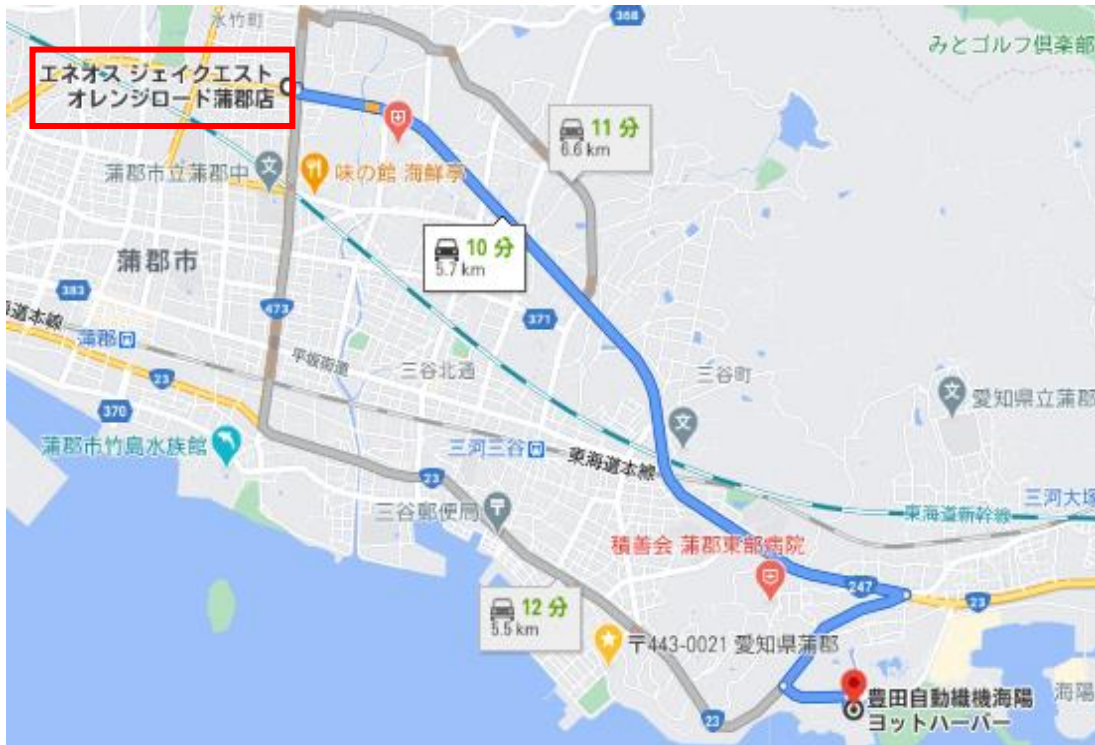 水竹町
368
みとゴルフ倶楽部
エネオス ジェイクエスト
オレンジロード蒲郡店
11 分
6.6 km
蒲郡市立蒲郡中
味の館 海鮮亭
10 分
5.7 km
蒲郡市
383
473
371
海道本線
蒲郡
平坂街道
三谷北通
三谷町
23
370
愛知県立蒲郡
蒲郡市竹島水族館
三河三谷
東海道本線
23
三河大塚
東海道新幹線
三谷郵便局
積善会 蒲郡東部病院
247
23
12 分
5.5 km
〒443-0021 愛知県蒲郡
豊田自動織機海陽
ヨットハーバー
海陽
23